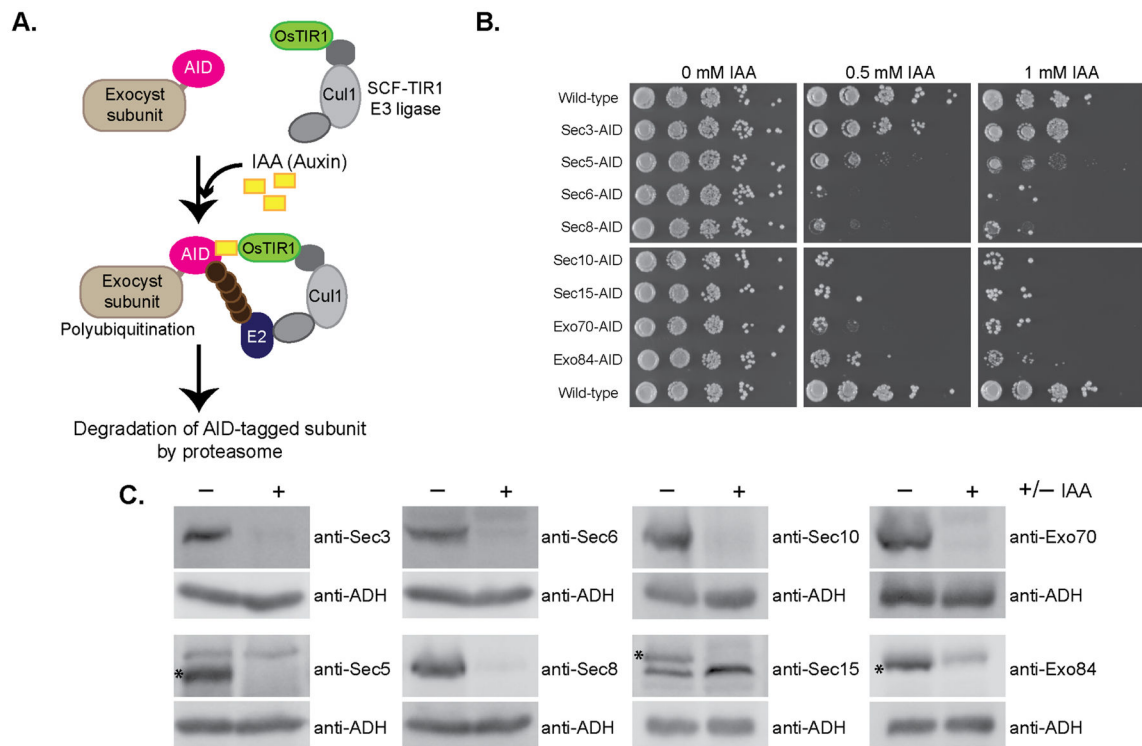 A.
OsTIR1
AID
Exocyst
subunit
Cul1
SCF-TIR1
E3 ligase
IAA (Auxin)
AID
OsTIR1
Exocyst
subunit
Cul1
Polyubiquitination
E2
Degradation of AID-tagged subunit
by proteasome
B.
0 mM IAA 0.5 mM IAA 1 mM IAA
Wild-type
Sec3-AID
Sec5-AID
Sec6-AID
Sec8-AID
Sec10-AID
Sec15-AID
Exo70-AID
Exo84-AID
Wild-type
C.
– + – + – + – + +/– IAA
anti-Sec3 anti-Sec6 anti-Sec10 anti-Exo70
anti-ADH anti-ADH anti-ADH anti-ADH
* anti-Sec5 anti-Sec8 * anti-Sec15 * anti-Exo84
anti-ADH anti-ADH anti-ADH anti-ADH